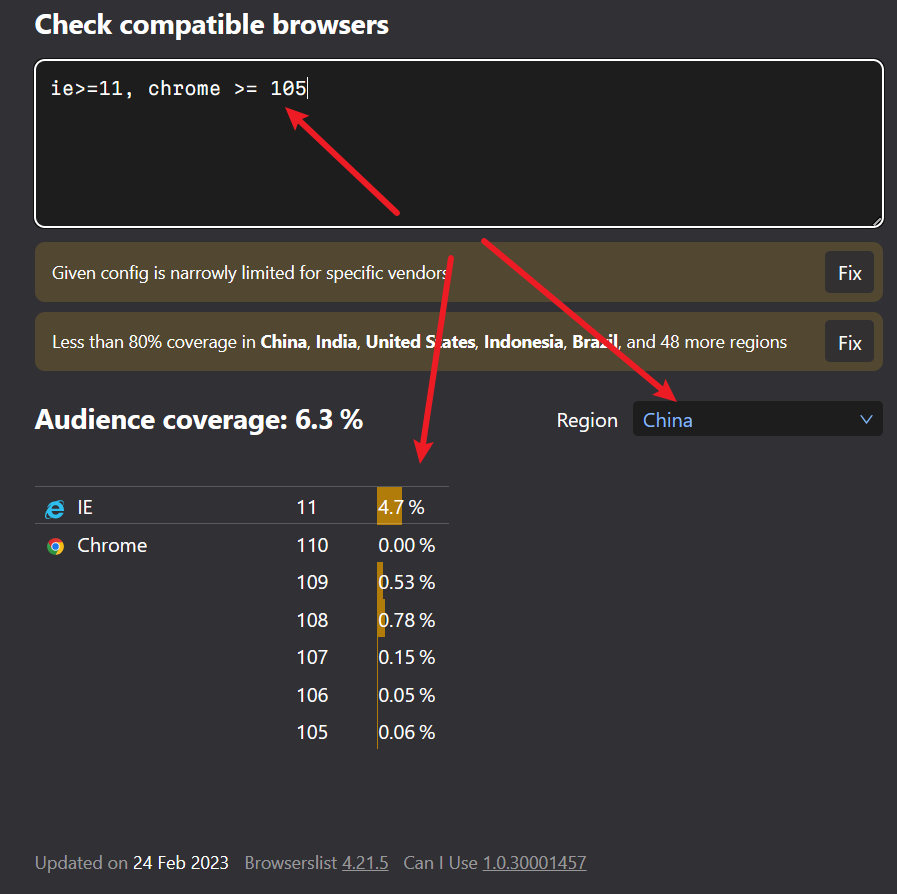 Check compatible browsers
ie>=11, chrome >= 105
Given config is narrowly limited for specific vendors
Fix
Less than 80% coverage in China, India, United States, Indonesia, Brazil, and 48 more regions
Fix
Audience coverage: 6.3 %
Region China
IE 11 4.7 %
Chrome 110 0.00 %
109 0.53 %
108 0.78 %
107 0.15 %
106 0.05 %
105 0.06 %
Updated on 24 Feb 2023 Browserslist 4.21.5 Can I Use 1.0.30001457